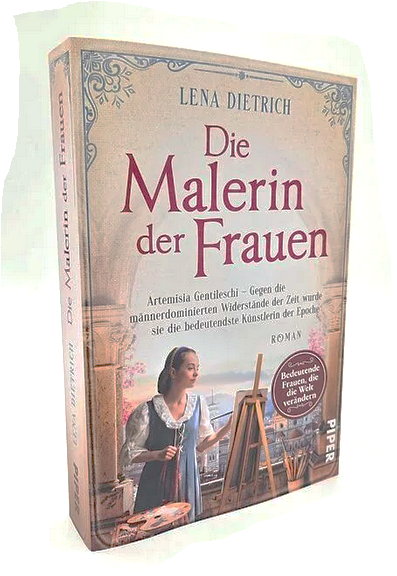 LENA DIETRICH
Die
Malerin
der Frauen
Artemisia Gentileschi – Gegen die
männerdominierten Widerstände der Zeit wurde
sie die bedeutendste Künstlerin der Epoche
ROMAN
Bedeutende
Frauen, die
die Welt
verändern
PIPER
LENA DIETRICH Die Malerin der Frauen
PIPER